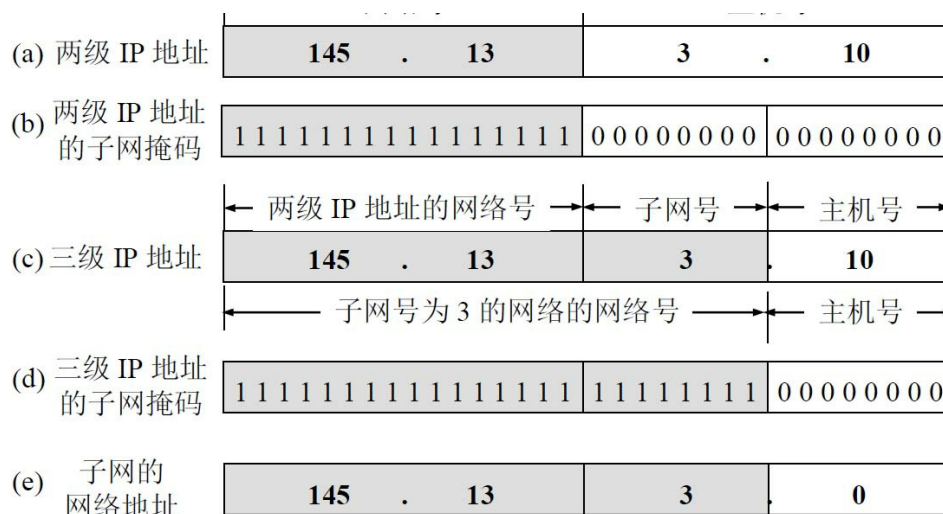 (a) 两级 IP 地址 145 . 13 3 . 10
(b) 两级 IP 地址
的子网掩码
1 1 1 1 1 1 1 1 1 1 1 1 1 1 1 1 0 0 0 0 0 0 0 0 0 0 0 0 0 0 0 0
两级 IP 地址的网络号 子网号 主机号
(c) 三级 IP 地址 145 . 13 3 . 10
子网号为 3 的网络的网络号 主机号
(d) 三级 IP 地址
的子网掩码
1 1 1 1 1 1 1 1 1 1 1 1 1 1 1 1 1 1 1 1 1 1 1 1 0 0 0 0 0 0 0 0
(e) 子网的
网络地址
145 . 13 3 . 0